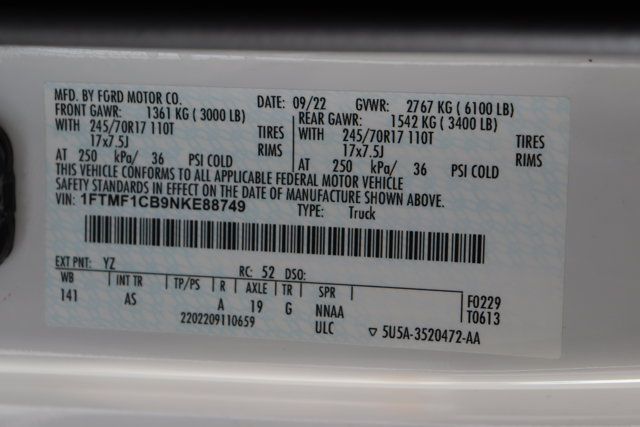 MFD. BY FORD MOTOR CO. DATE: 09/22 GVWR: 2767 KG ( 6100 LB)
FRONT GAWR: 1361 KG ( 3000 LB) REAR GAWR: 1542 KG ( 3400 LB)
WITH 245/70R17 110T TIRES WITH 245/70R17 110T TIRES
17x7.5J RIMS 17x7.5J RIMS
AT 250 kPa/ 36 PSI COLD AT 250 kPa/ 36 PSI COLD
THIS VEHICLE CONFORMS TO ALL APPLICABLE FEDERAL MOTOR VEHICLE
SAFETY STANDARDS IN EFFECT ON THE DATE OF MANUFACTURE SHOWN ABOVE.
VIN: 1FTMF1CB9NKE88749 TYPE: Truck
EXT PNT: YZ RC: 52 DSO:
WB INT TR TP/PS R AXLE TR SPR
141 AS A 19 G NNAA F0229
2202209110659 ULC T0613
▽ 5U5A-3520472-AA